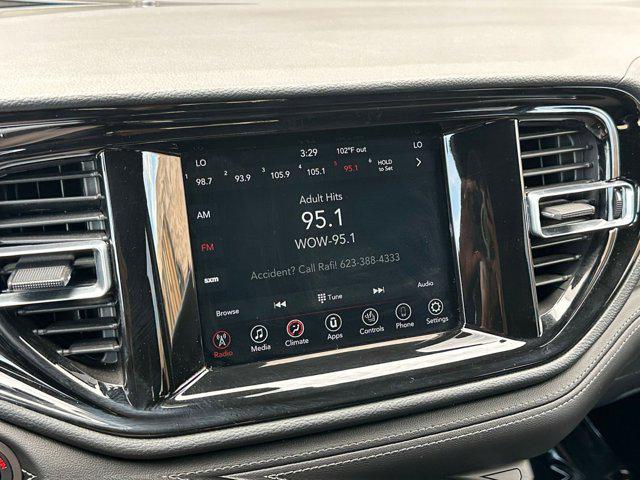 LO 3:29 102°F out LO
1 98.7 2 93.9 3 105.9 4 105.1 5 95.1 6 HOLD to Set
AM
Adult Hits
95.1
FM
WOW-95.1
Accident? Call Rafi! 623-388-4333
sxm
Browse Tune Audio
Radio Media Climate Apps Controls Phone Settings